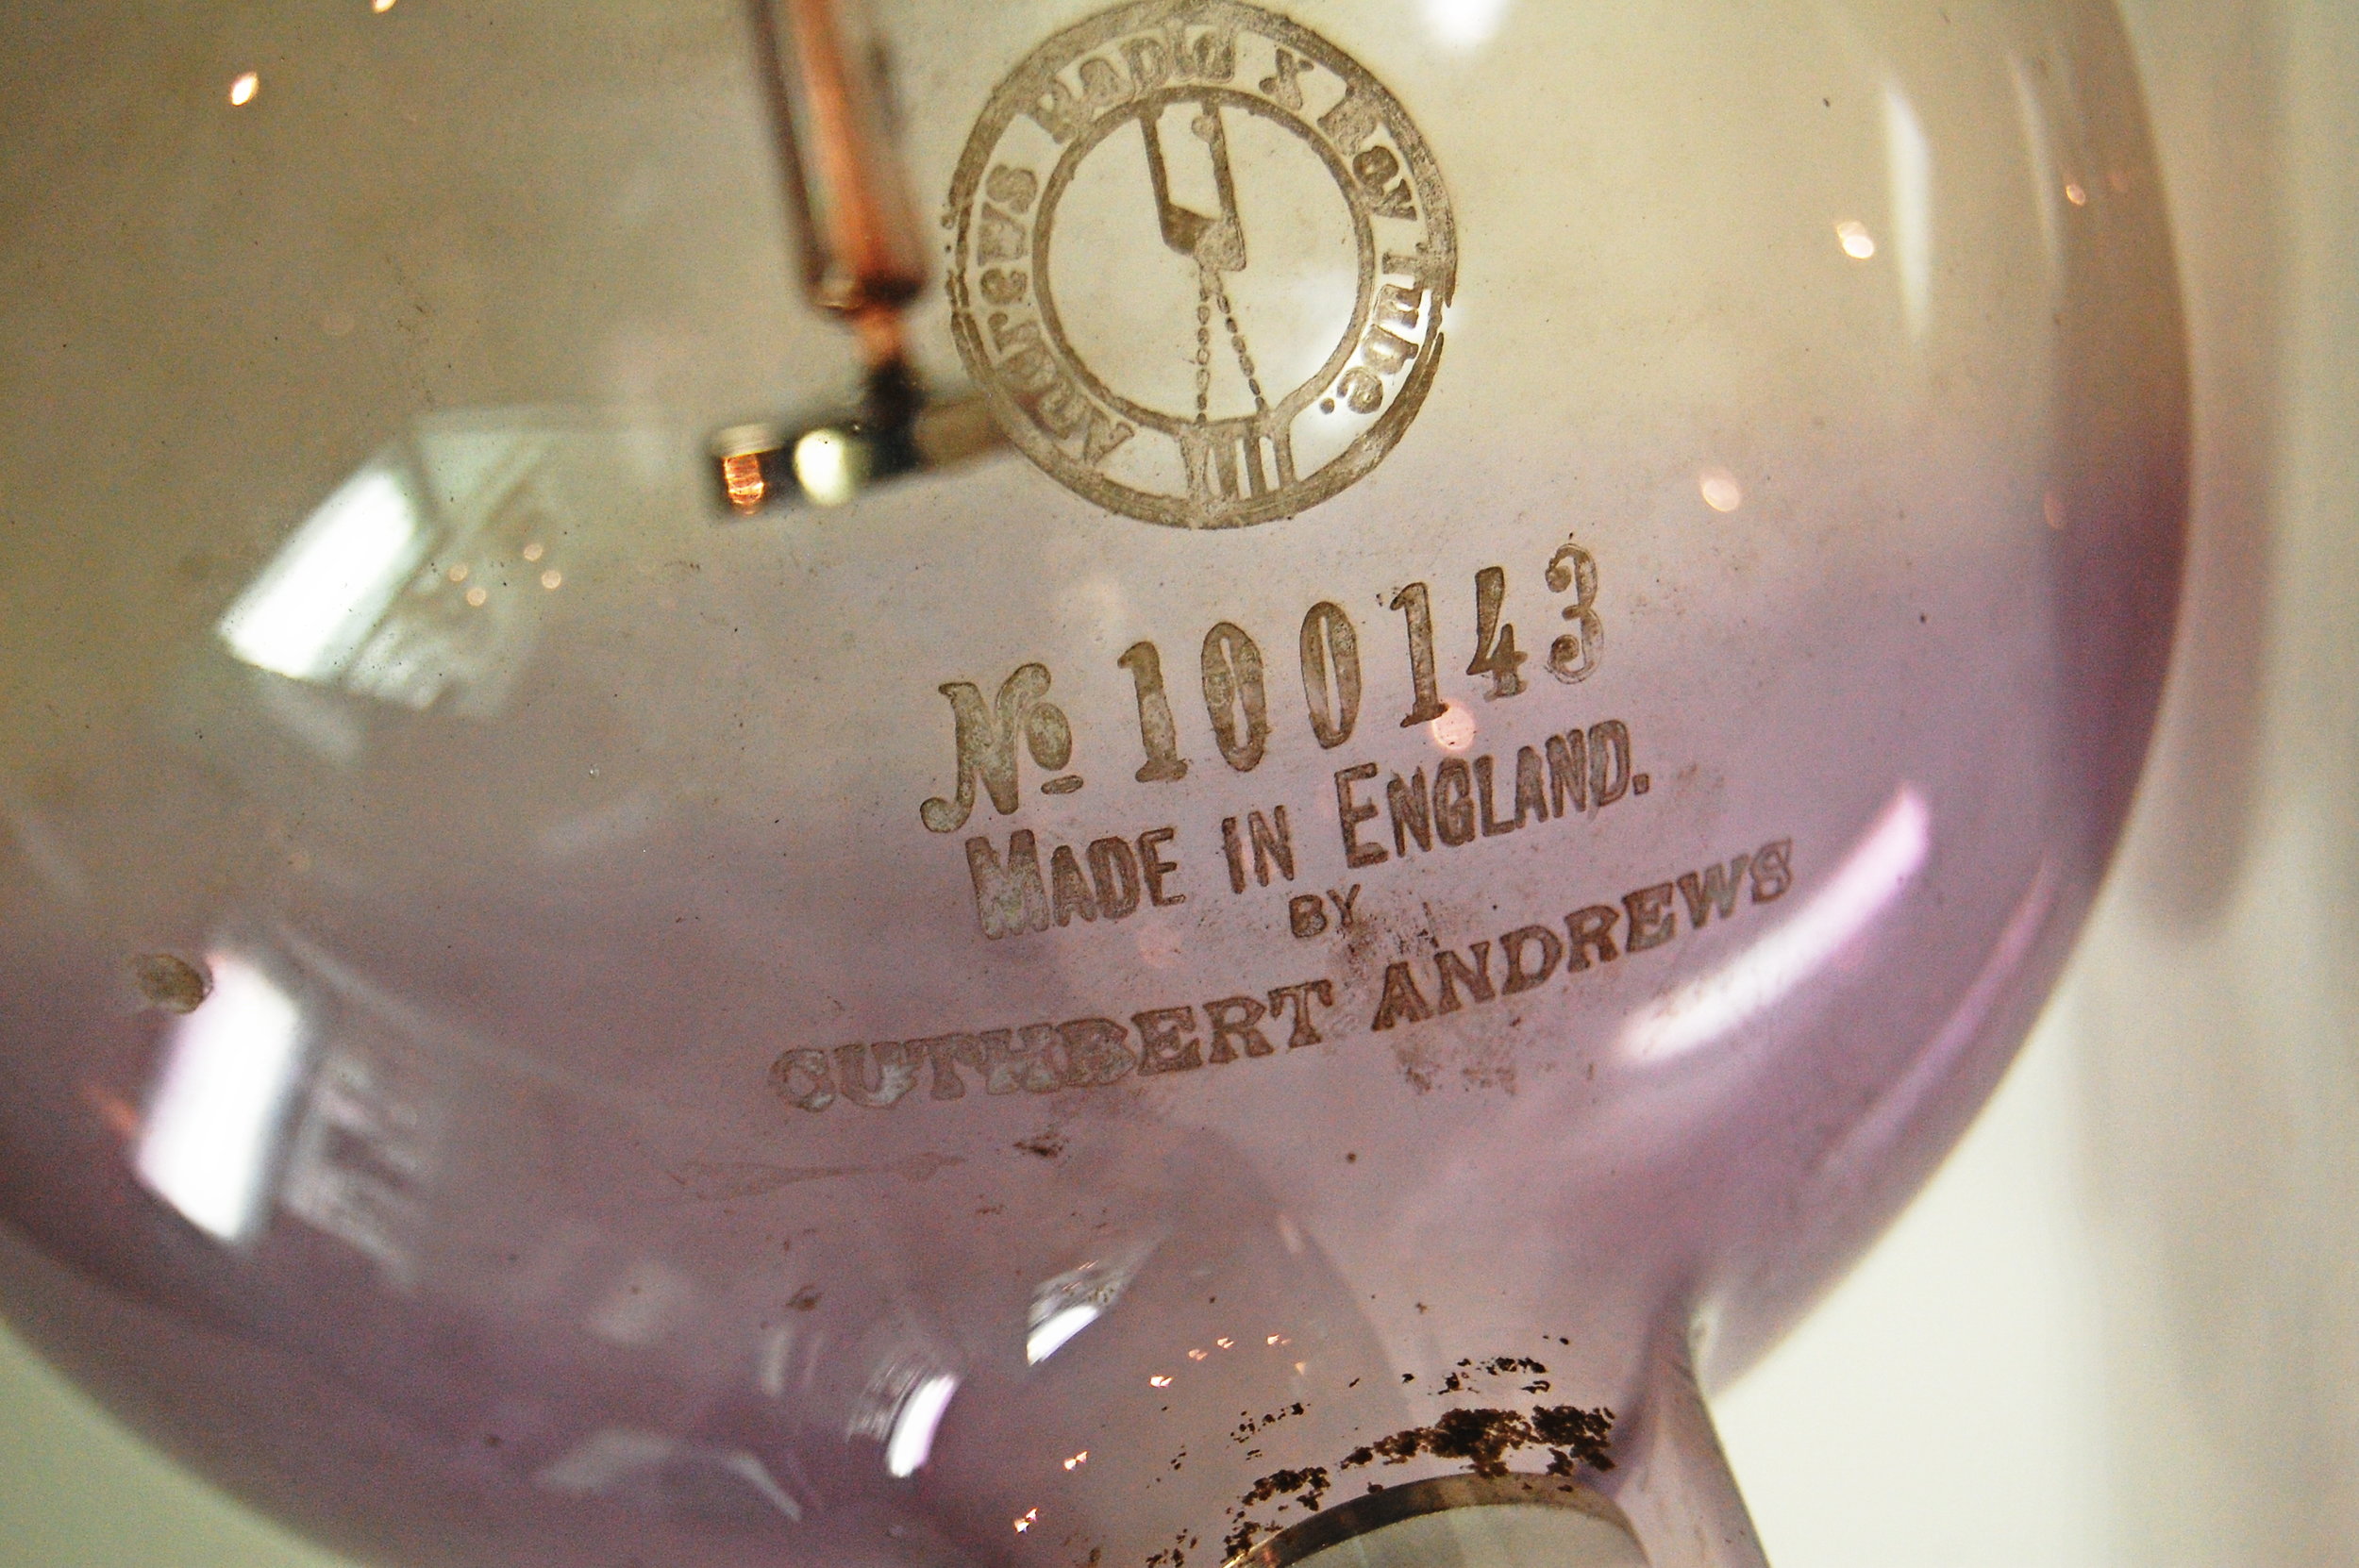 Andrews Radio X Ray Tube.
No 100143
MADE IN ENGLAND.
BY
CUTHBERT ANDREWS